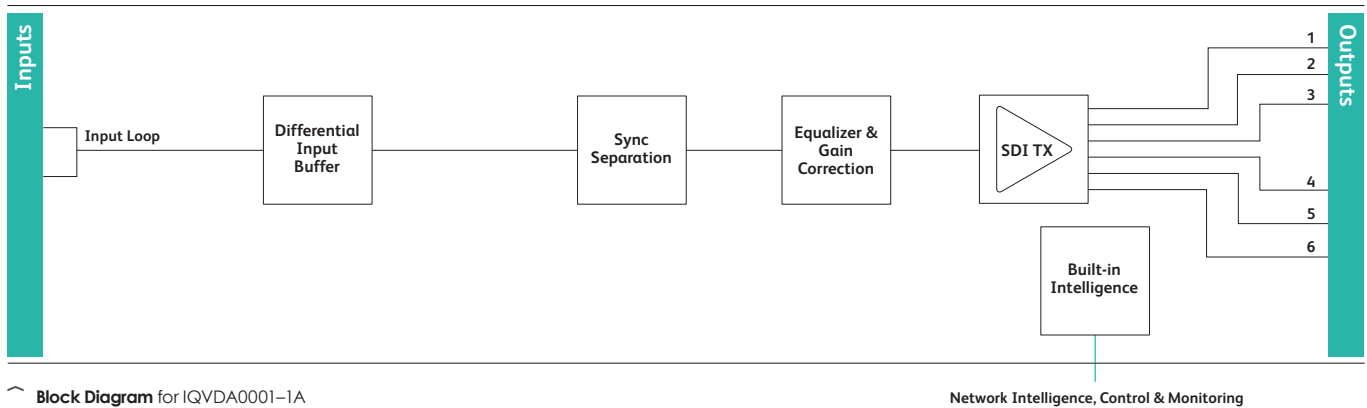 Inputs
Input Loop
Differential
Input
Buffer
Sync
Separation
Equalizer &
Gain
Correction
SDI TX
1
2
3
4
5
6
Outputs
Built-in
Intelligence
Block Diagram for IQVDA0001–1A
Network Intelligence, Control & Monitoring